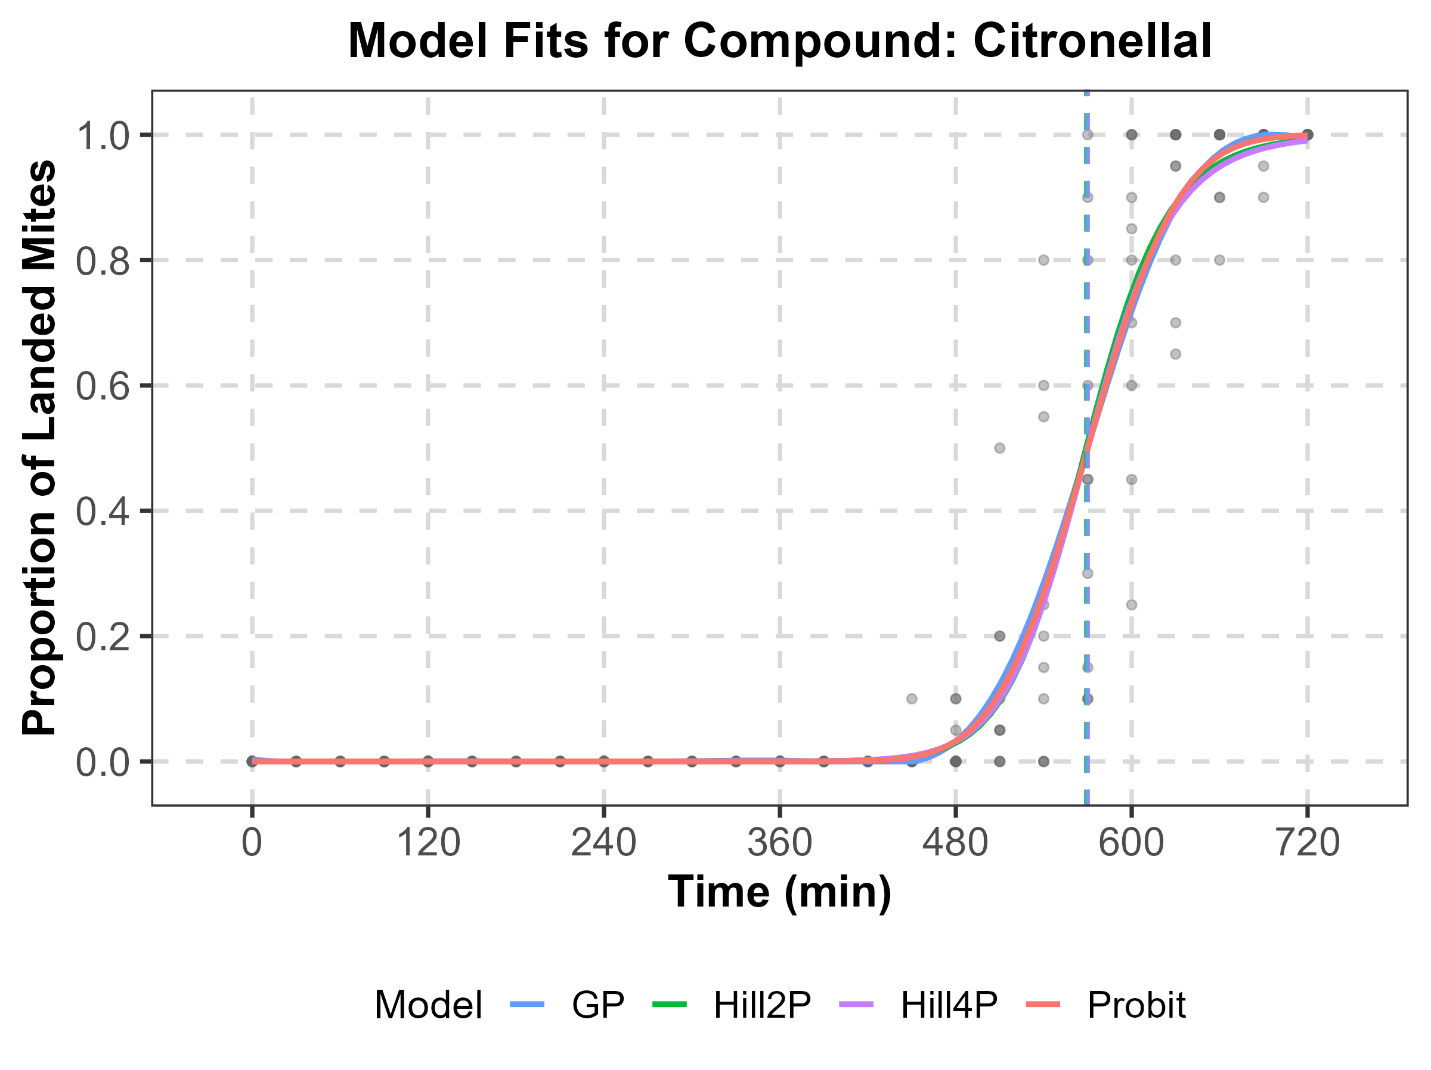 Model Fits for Compound: Citronellal
Proportion of Landed Mites
1.0
0.8
0.6
0.4
0.2
0.0
0 120 240 360 480 600 720
Time (min)
Model GP Hill2P Hill4P Probit